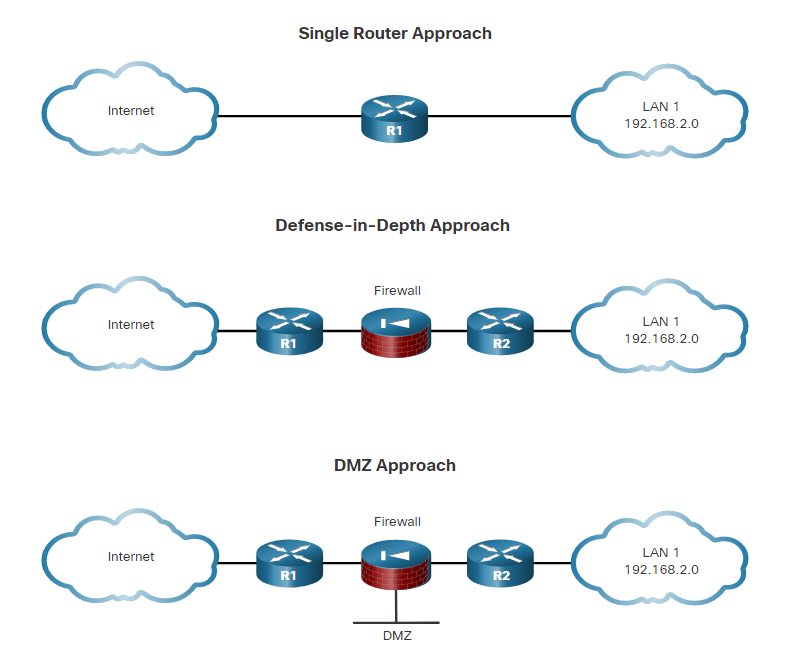 Single Router Approach
Internet
R1
LAN 1
192.168.2.0
Defense-in-Depth Approach
Firewall
Internet
R1
R2
LAN 1
192.168.2.0
DMZ Approach
Firewall
Internet
R1
R2
LAN 1
192.168.2.0
DMZ